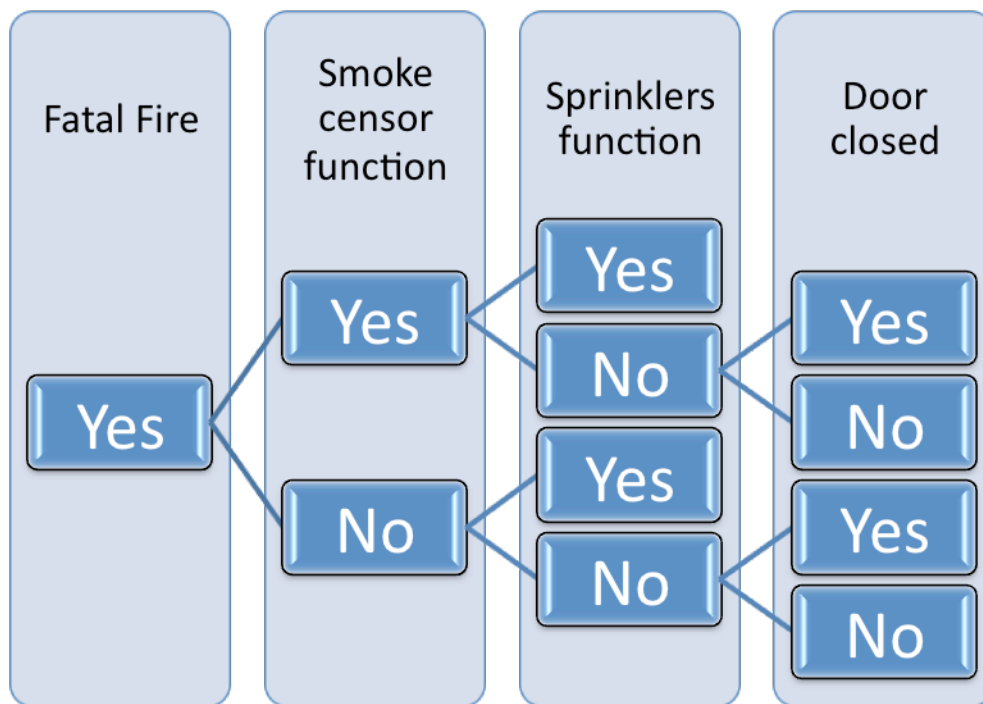 Fatal Fire
Smoke
censor
function
Sprinklers
function
Door
closed
Yes
Yes
No
Yes
No
Yes
No
Yes
No
Yes
No